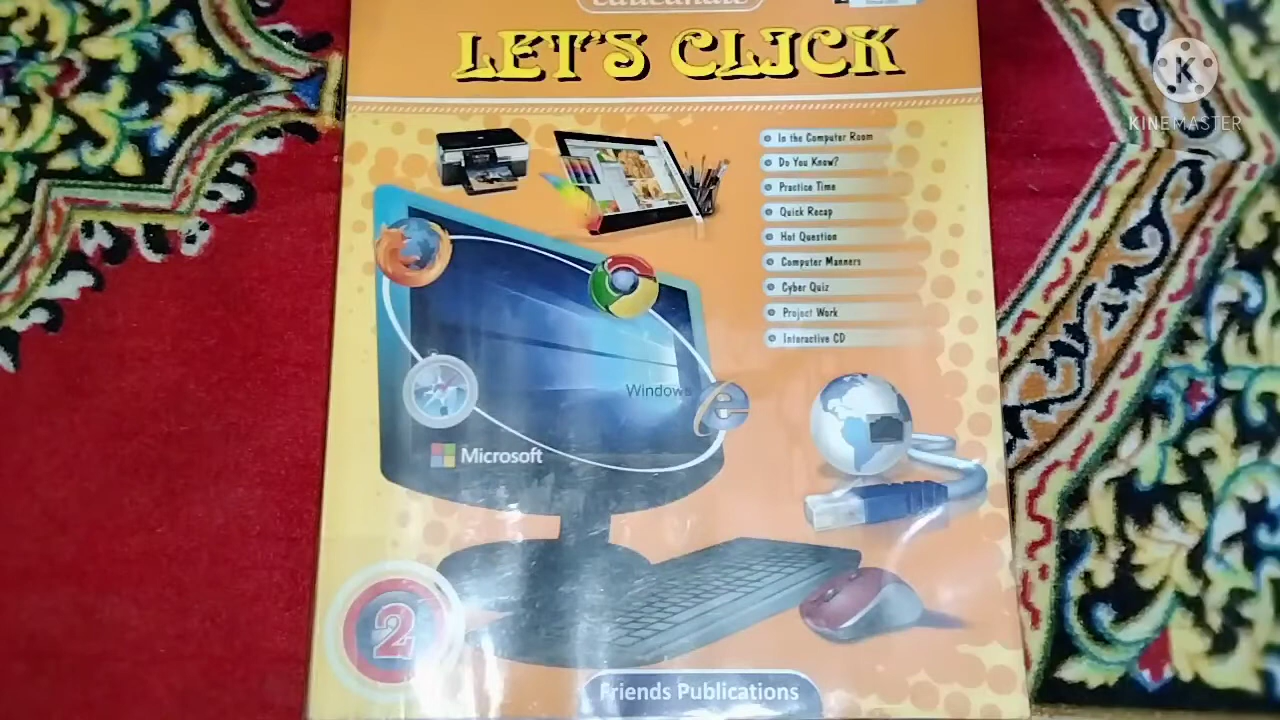 LET'S CLICK
K
KINEMASTER
In the Computer Room
Do You Know?
Practice Time
Quick Recap
Hot Question
Computer Manners
Cyber Quiz
Project Work
Interactive CD
Windows
Microsoft
2
Friends Publications